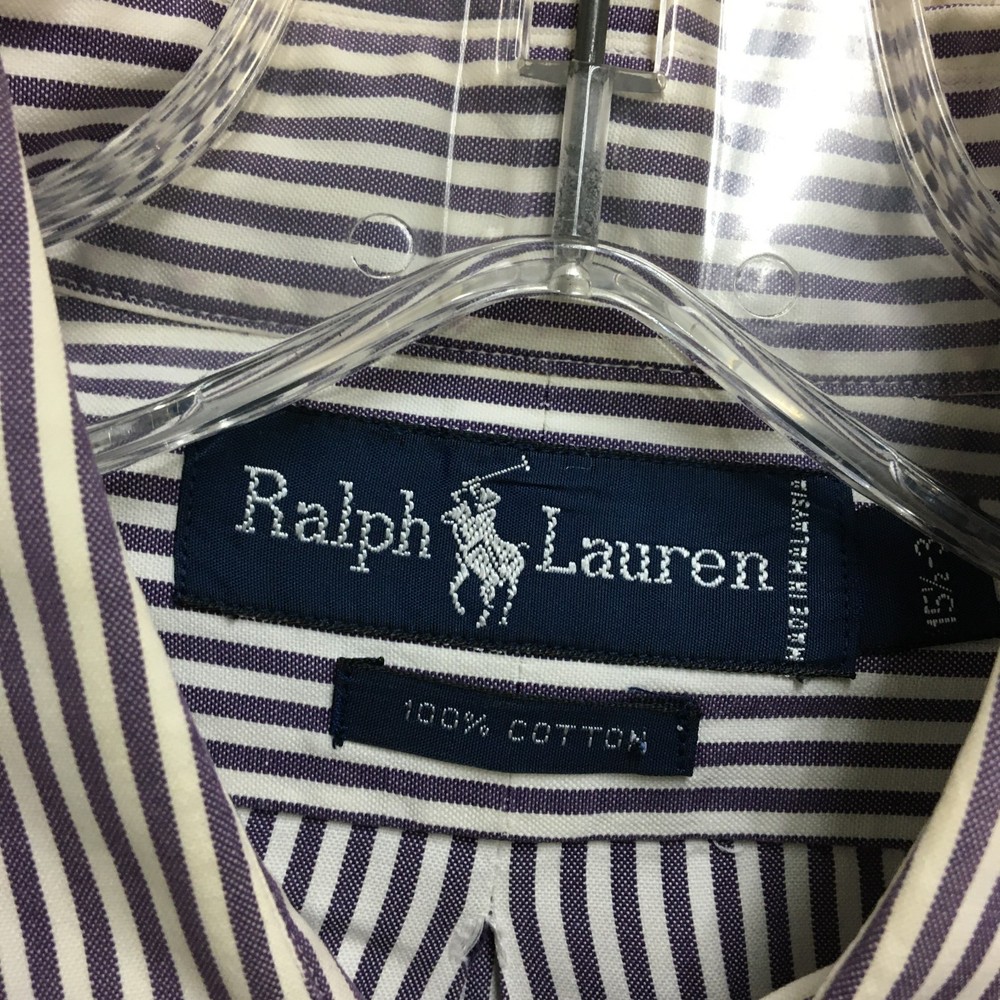 Ralph Lauren
MADE IN MALAYSIA
15½-3
100% COTTON